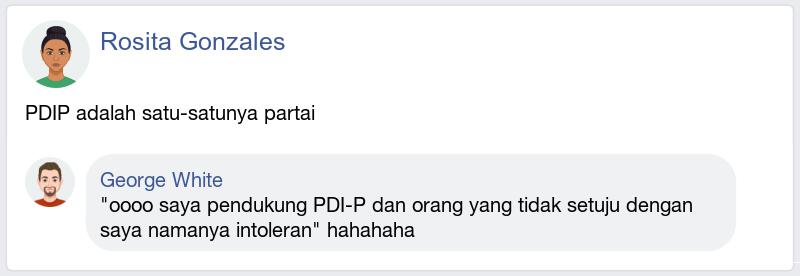 Rosita Gonzales
PDIP adalah satu-satunya partai
George White
"oooo saya pendukung PDI-P dan orang yang tidak setuju dengan
saya namanya intoleran" hahahaha